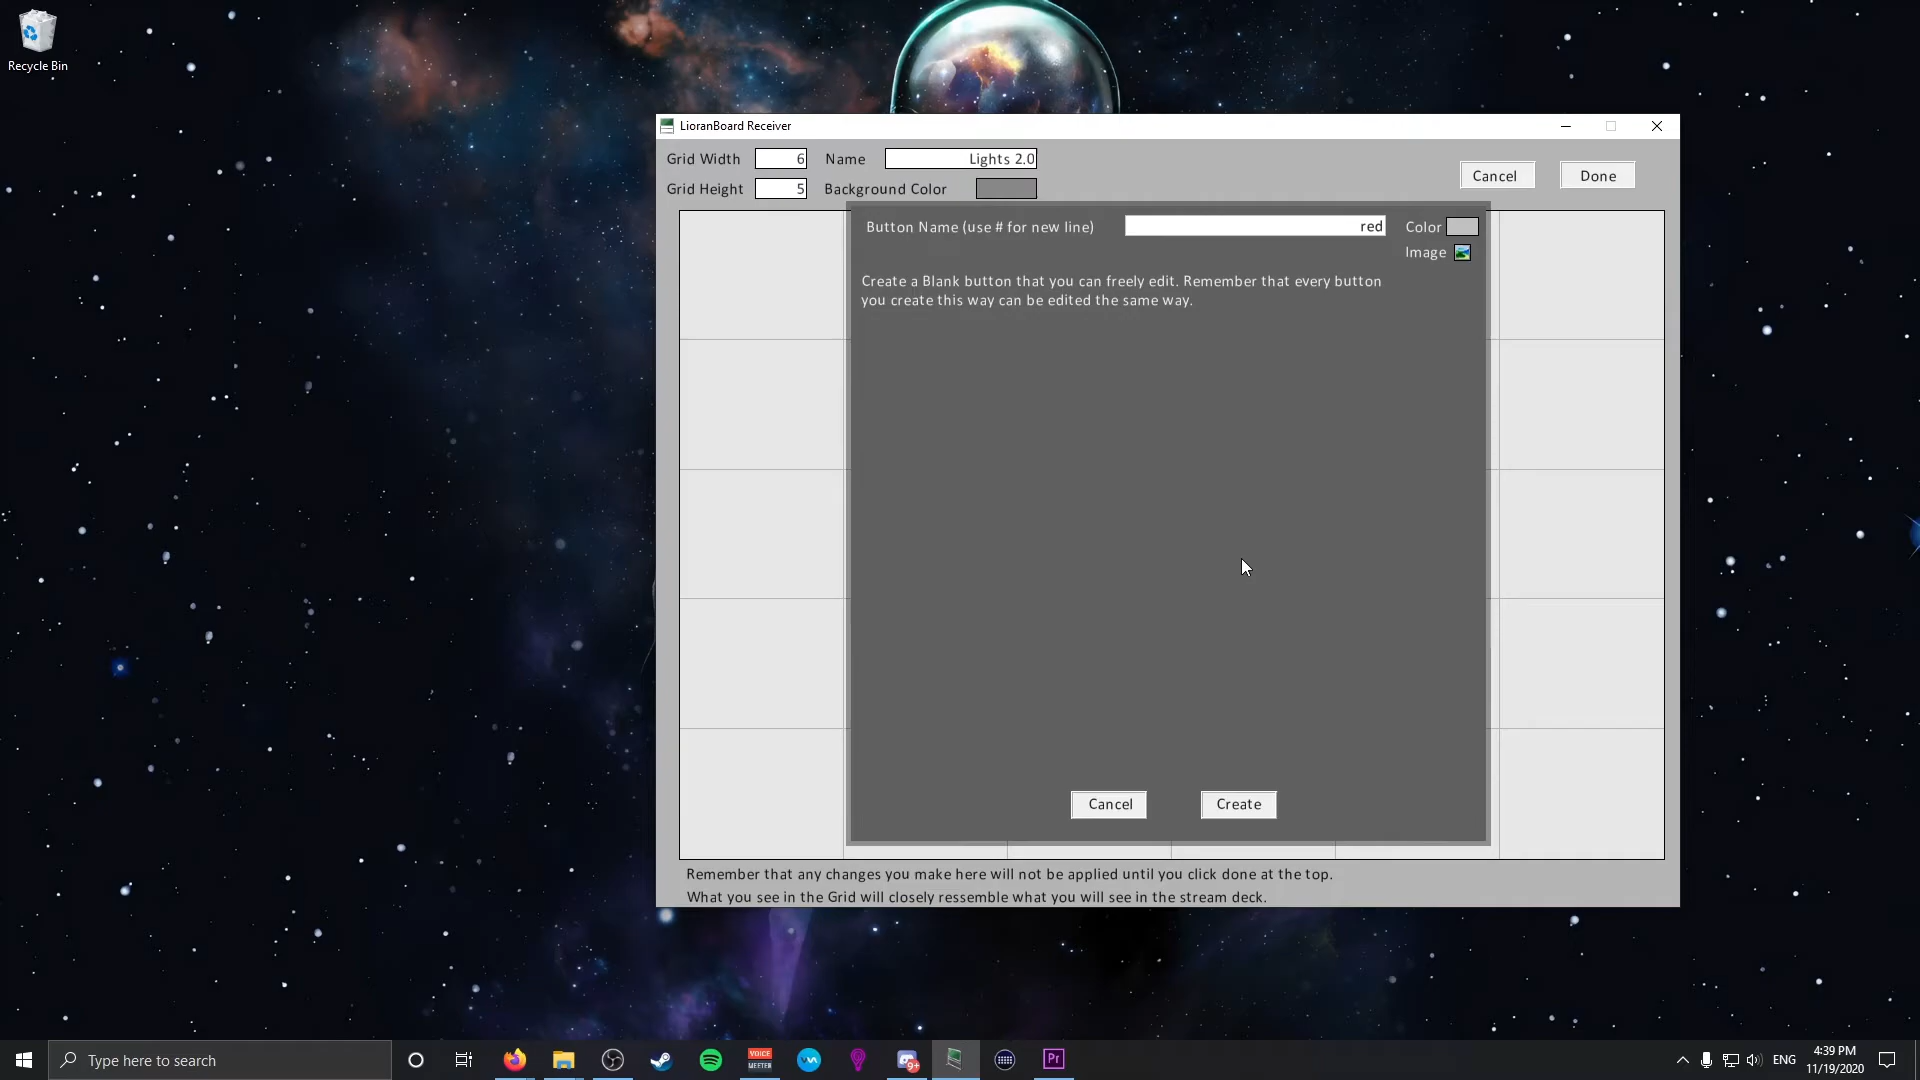 Recycle Bin
LioranBoard Receiver
Grid Width 6 Name Lights 2.0
Grid Height 5 Background Color
Cancel Done
Button Name (use # for new line) red Color
Image
Create a Blank button that you can freely edit. Remember that every button
you create this way can be edited the same way.
Cancel Create
Remember that any changes you make here will not be applied until you click done at the top.
What you see in the Grid will closely ressemble what you will see in the stream deck.
Type here to search
VOICE
MEETER
9+
Pr
ENG
4:39 PM
11/19/2020